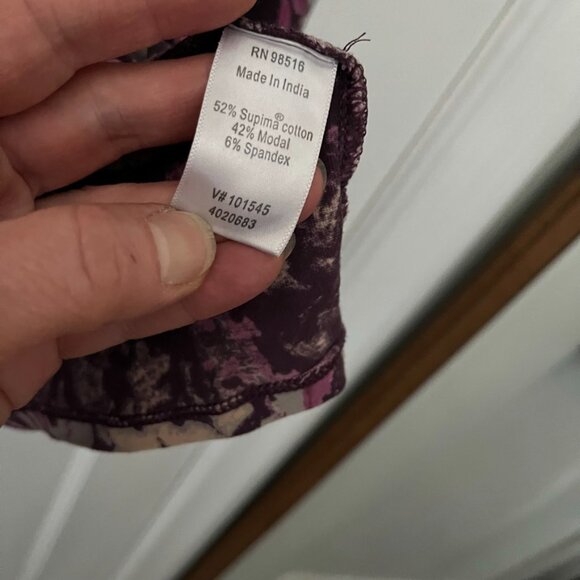 RN 98516
Made In India
52% Supima® cotton
42% Modal
6% Spandex
V# 101545
4020683